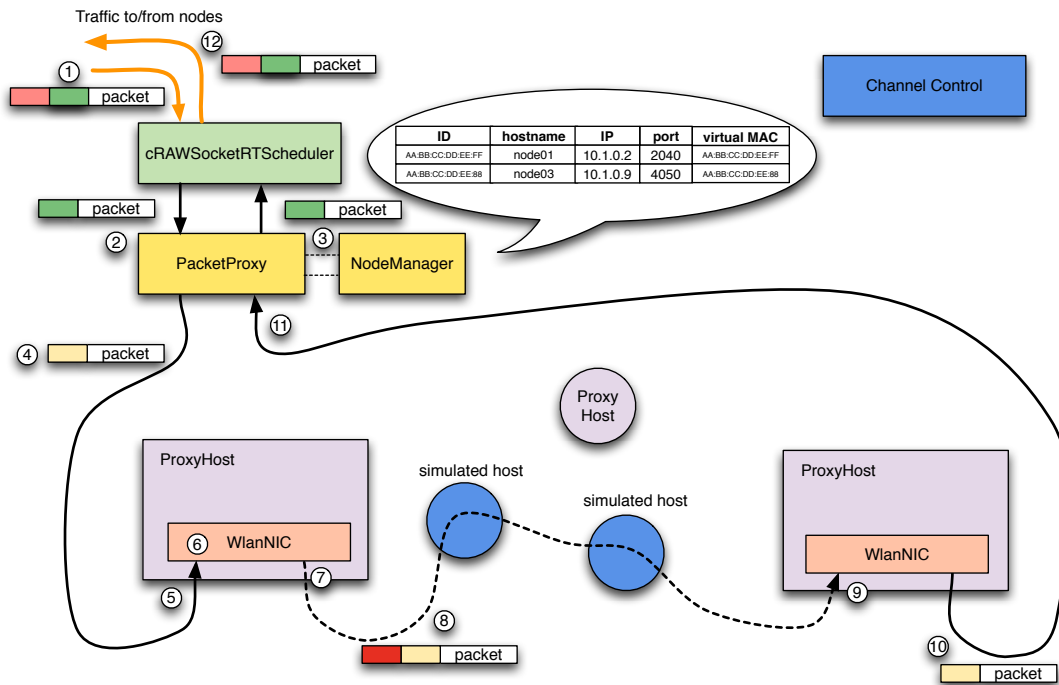 Traffic to/from nodes
12
packet
1
packet
Channel Control
cRAWSocketRTScheduler
ID hostname IP port virtual MAC
AA:BB:CC:DD:EE:FF node01 10.1.0.2 2040 AA:BB:CC:DD:EE:FF
AA:BB:CC:DD:EE:88 node03 10.1.0.9 4050 AA:BB:CC:DD:EE:88
packet
packet
2
3
PacketProxy
NodeManager
11
4
packet
Proxy
Host
ProxyHost
simulated host
simulated host
ProxyHost
6
WlanNIC
WlanNIC
7
5
9
8
packet
10
packet